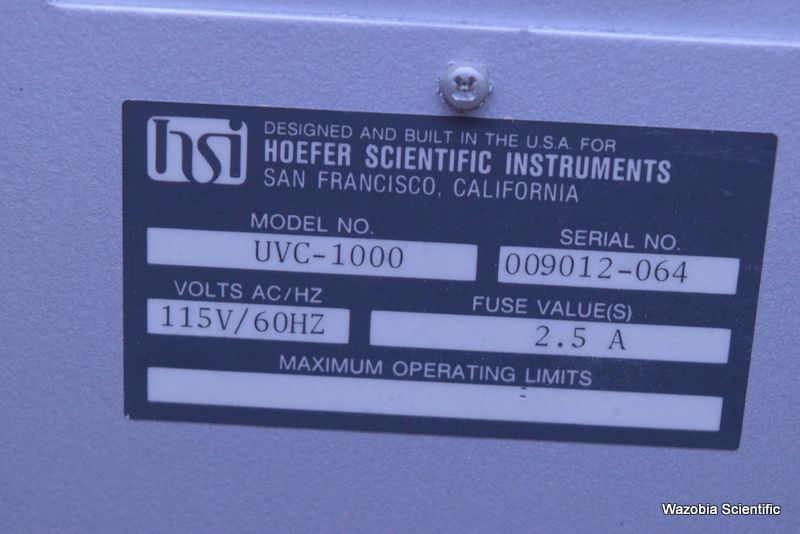 hsi
DESIGNED AND BUILT IN THE U.S.A. FOR
HOEFER SCIENTIFIC INSTRUMENTS
SAN FRANCISCO, CALIFORNIA
MODEL NO.
UVC-1000
SERIAL NO.
009012-064
VOLTS AC/HZ
115V/60HZ
FUSE VALUE(S)
2.5 A
MAXIMUM OPERATING LIMITS
Wazobia Scientific